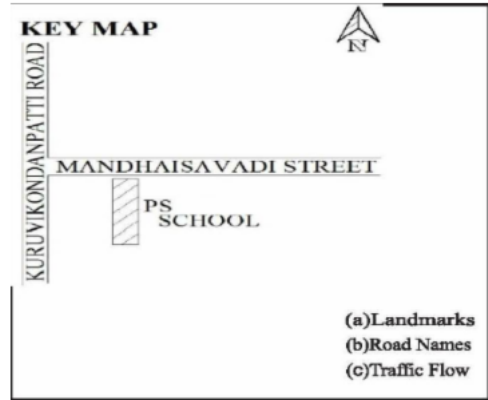 KEY MAP
N
KURUVIKONDANPATTI ROAD
MANDHAISAVADI STREET
PS
SCHOOL
(a)Landmarks
(b)Road Names
(c)Traffic Flow